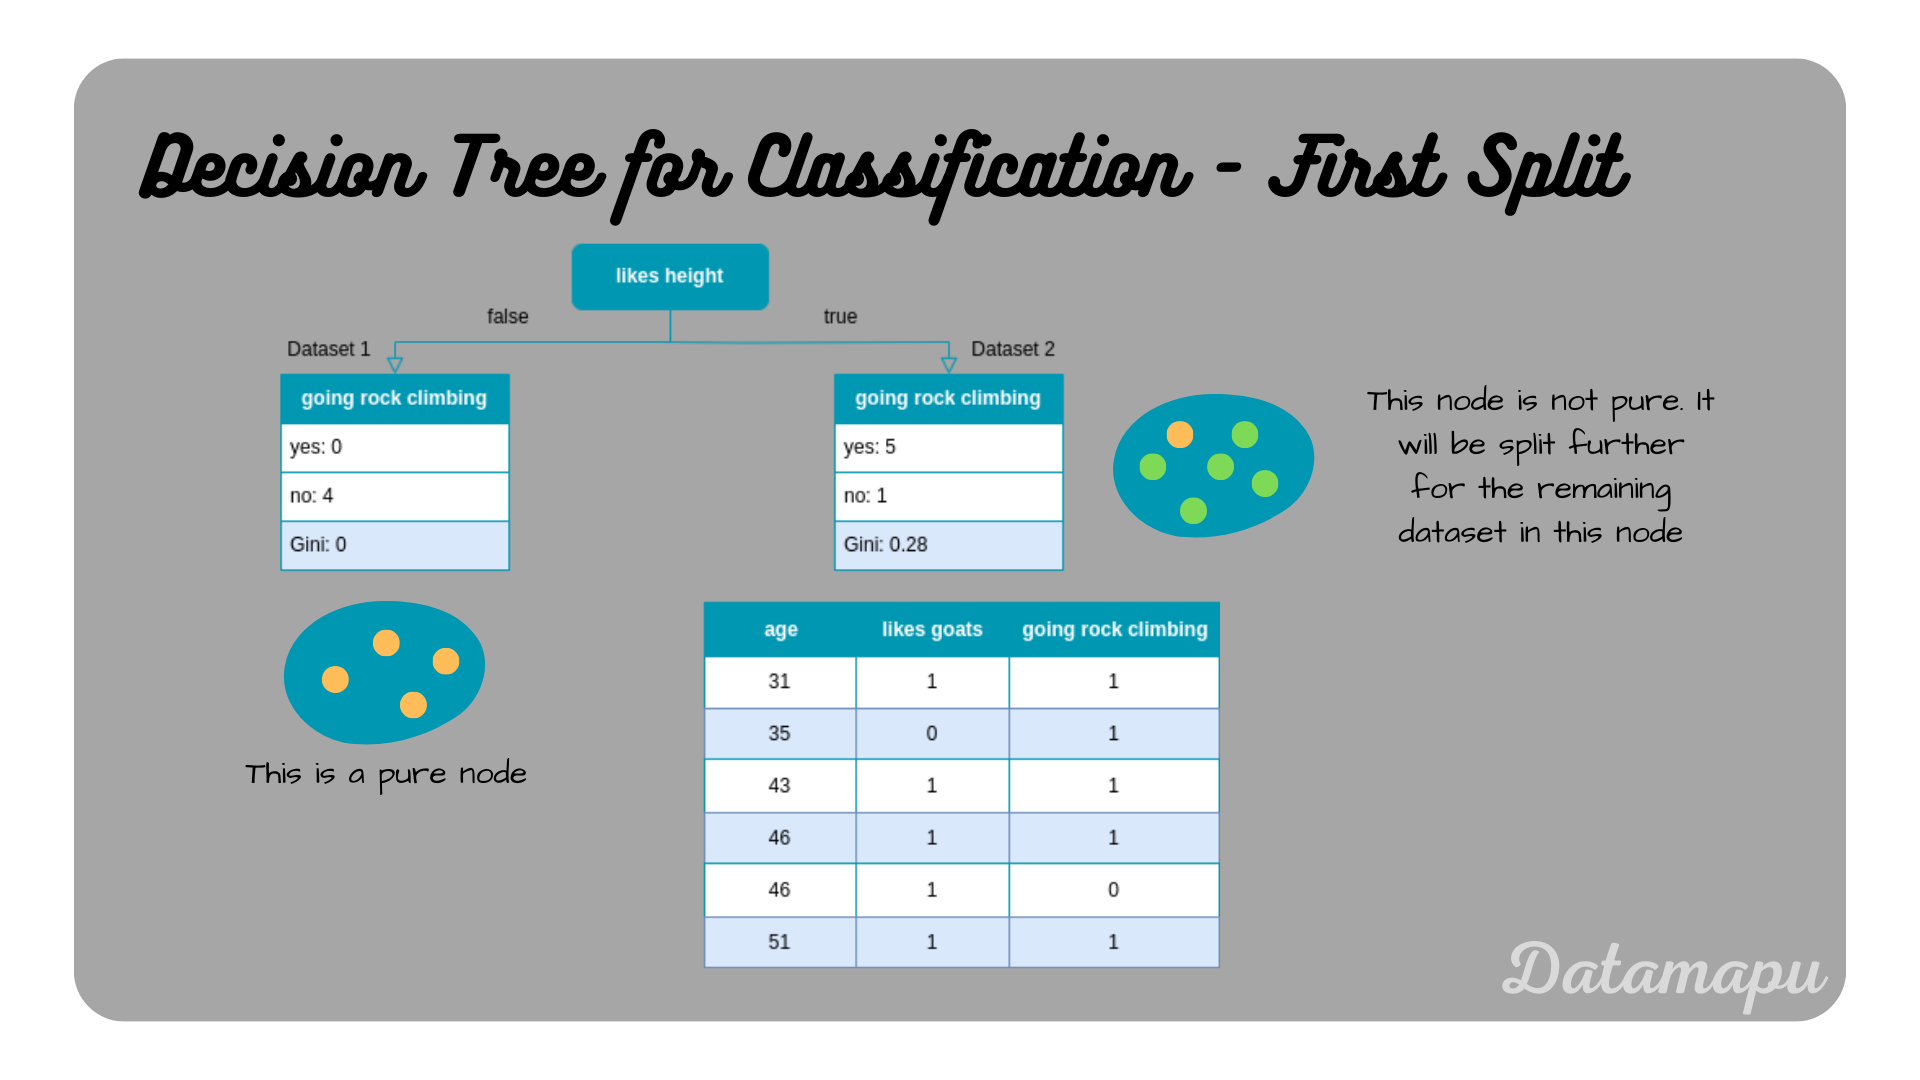 Decision Tree for Classification - First Split
likes height
false true
Dataset 1 Dataset 2
going rock climbing
yes: 0
no: 4
Gini: 0
This is a pure node
going rock climbing
yes: 5
no: 1
Gini: 0.28
This node is not pure. It
will be split further
for the remaining
dataset in this node
age likes goats going rock climbing
31 1 1
35 0 1
43 1 1
46 1 1
46 1 0
51 1 1
Datamapu